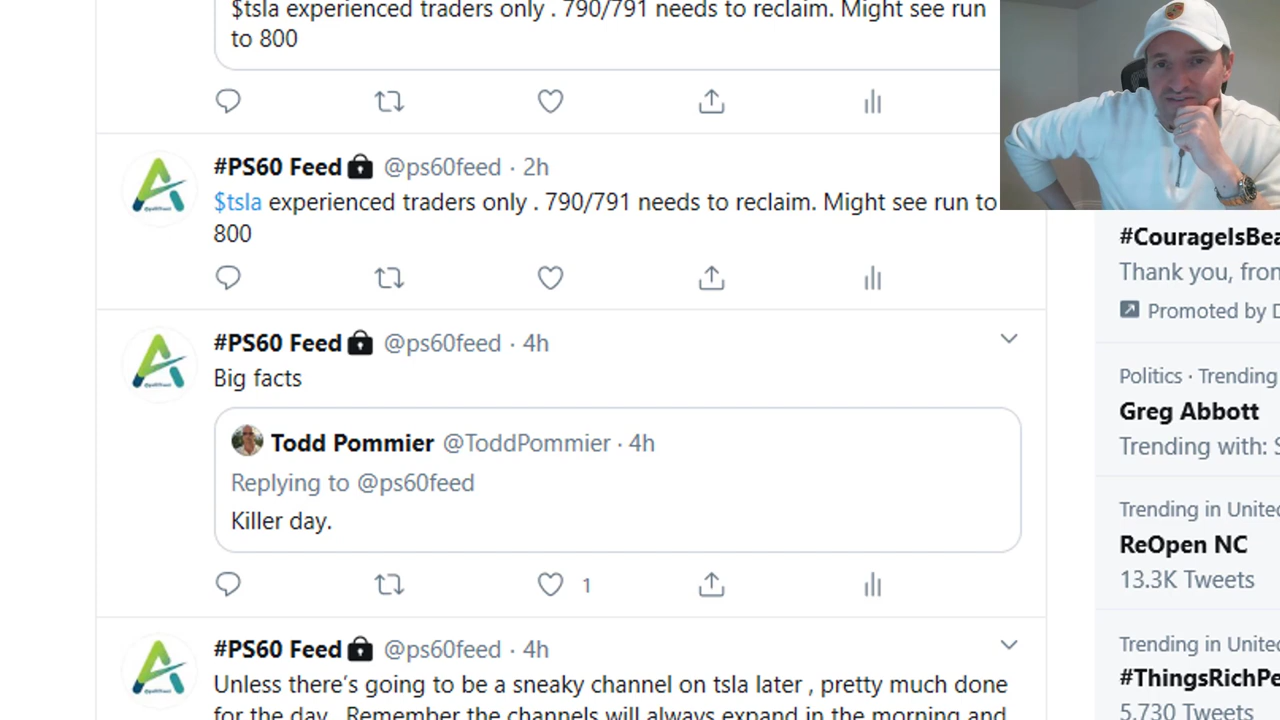 $tsla experienced traders only . 790/791 needs to reclaim. Might see run
to 800
#PS60 Feed @ps60feed · 2h
$tsla experienced traders only . 790/791 needs to reclaim. Might see run to
800
#PS60 Feed @ps60feed · 4h
Big facts
Todd Pommier @ToddPommier · 4h
Replying to @ps60feed
Killer day.
1
#PS60 Feed @ps60feed · 4h
Unless there's going to be a sneaky channel on tsla later , pretty much done
for the day . Remember the channels will always expand in the morning and
#CourageIsBea
Thank you, fron
Promoted by D
Politics · Trending
Greg Abbott
Trending with: S
Trending in United
ReOpen NC
13.3K Tweets
Trending in United
#ThingsRichPe
5,730 Tweets